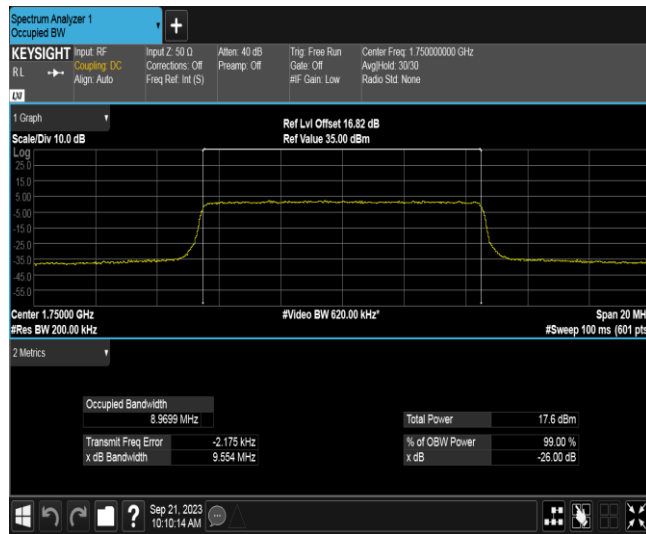 Spectrum Analyzer 1
Occupied BW
+
KEYSIGHT
RL
LXI
Input: RF
Coupling: DC
Align: Auto
Input Z: 50 Ω
Corrections: Off
Freq Ref: Int (S)
Atten: 40 dB
Preamp: Off
Trig: Free Run
Gate: Off
#IF Gain: Low
Center Freq: 1.750000000 GHz
Avg|Hold: 30/30
Radio Std: None
1 Graph
Scale/Div 10.0 dB
Ref Lvl Offset 16.82 dB
Ref Value 35.00 dBm
Log
25.0
15.0
5.00
-5.00
-15.0
-25.0
-35.0
-45.0
-55.0
Center 1.75000 GHz
#Res BW 200.00 kHz
#Video BW 620.00 kHz*
Span 20 MH
#Sweep 100 ms (601 pts
2 Metrics
Occupied Bandwidth
8.9699 MHz
Transmit Freq Error -2.175 kHz
x dB Bandwidth 9.554 MHz
Total Power 17.6 dBm
% of OBW Power 99.00 %
x dB -26.00 dB
?
Sep 21, 2023
10:10:14 AM